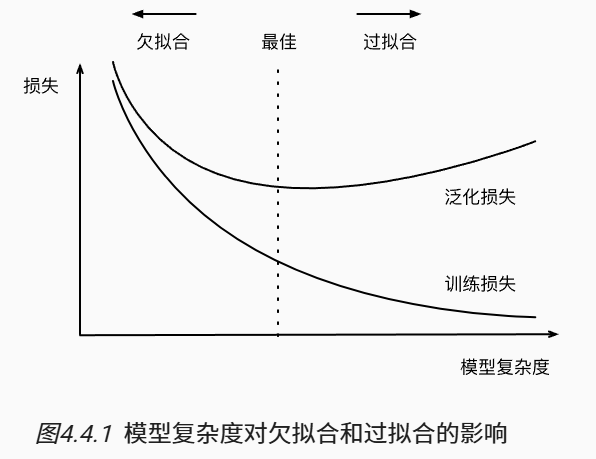 欠拟合 最佳 过拟合
损失
泛化损失
训练损失
模型复杂度
图4.4.1 模型复杂度对欠拟合和过拟合的影响